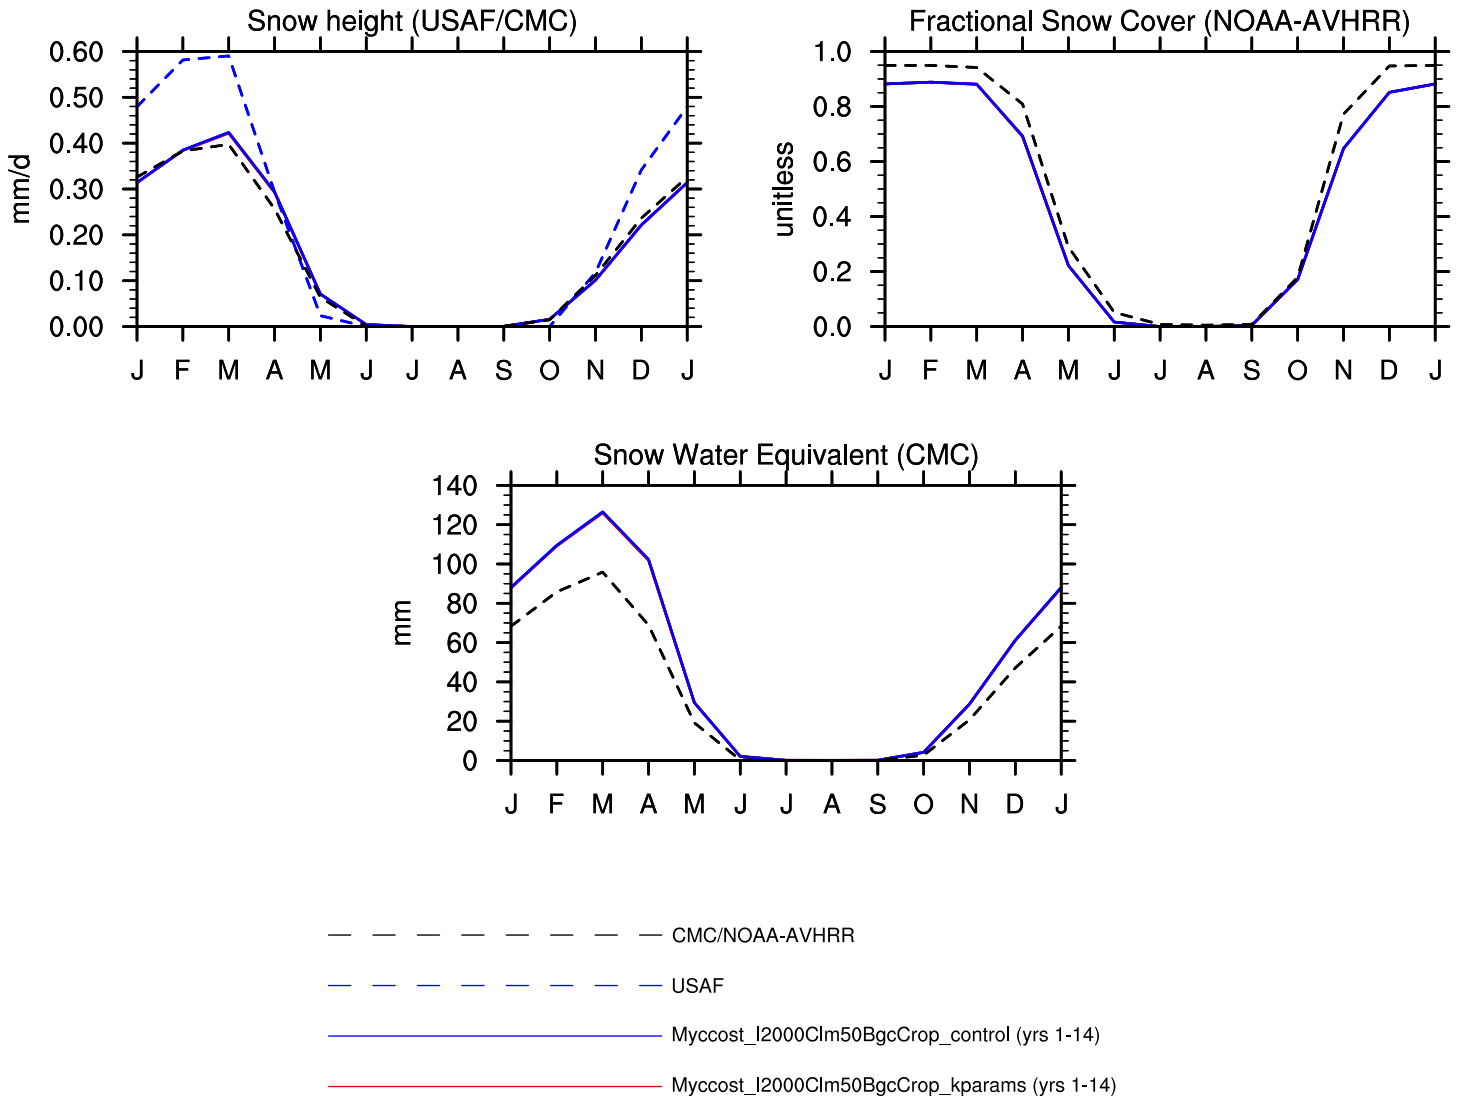 Snow height (USAF/CMC)
mm/d
0.60
0.50
0.40
0.30
0.20
0.10
0.00
J F M A M J J A S O N D J
Fractional Snow Cover (NOAA-AVHRR)
unitless
1.0
0.8
0.6
0.4
0.2
0.0
J F M A M J J A S O N D J
Snow Water Equivalent (CMC)
mm
140
120
100
80
60
40
20
0
J F M A M J J A S O N D J
CMC/NOAA-AVHRR
USAF
Myccost_I2000Clm50BgcCrop_control (yrs 1-14)
Myccost_I2000Clm50BgcCrop_kparams (yrs 1-14)